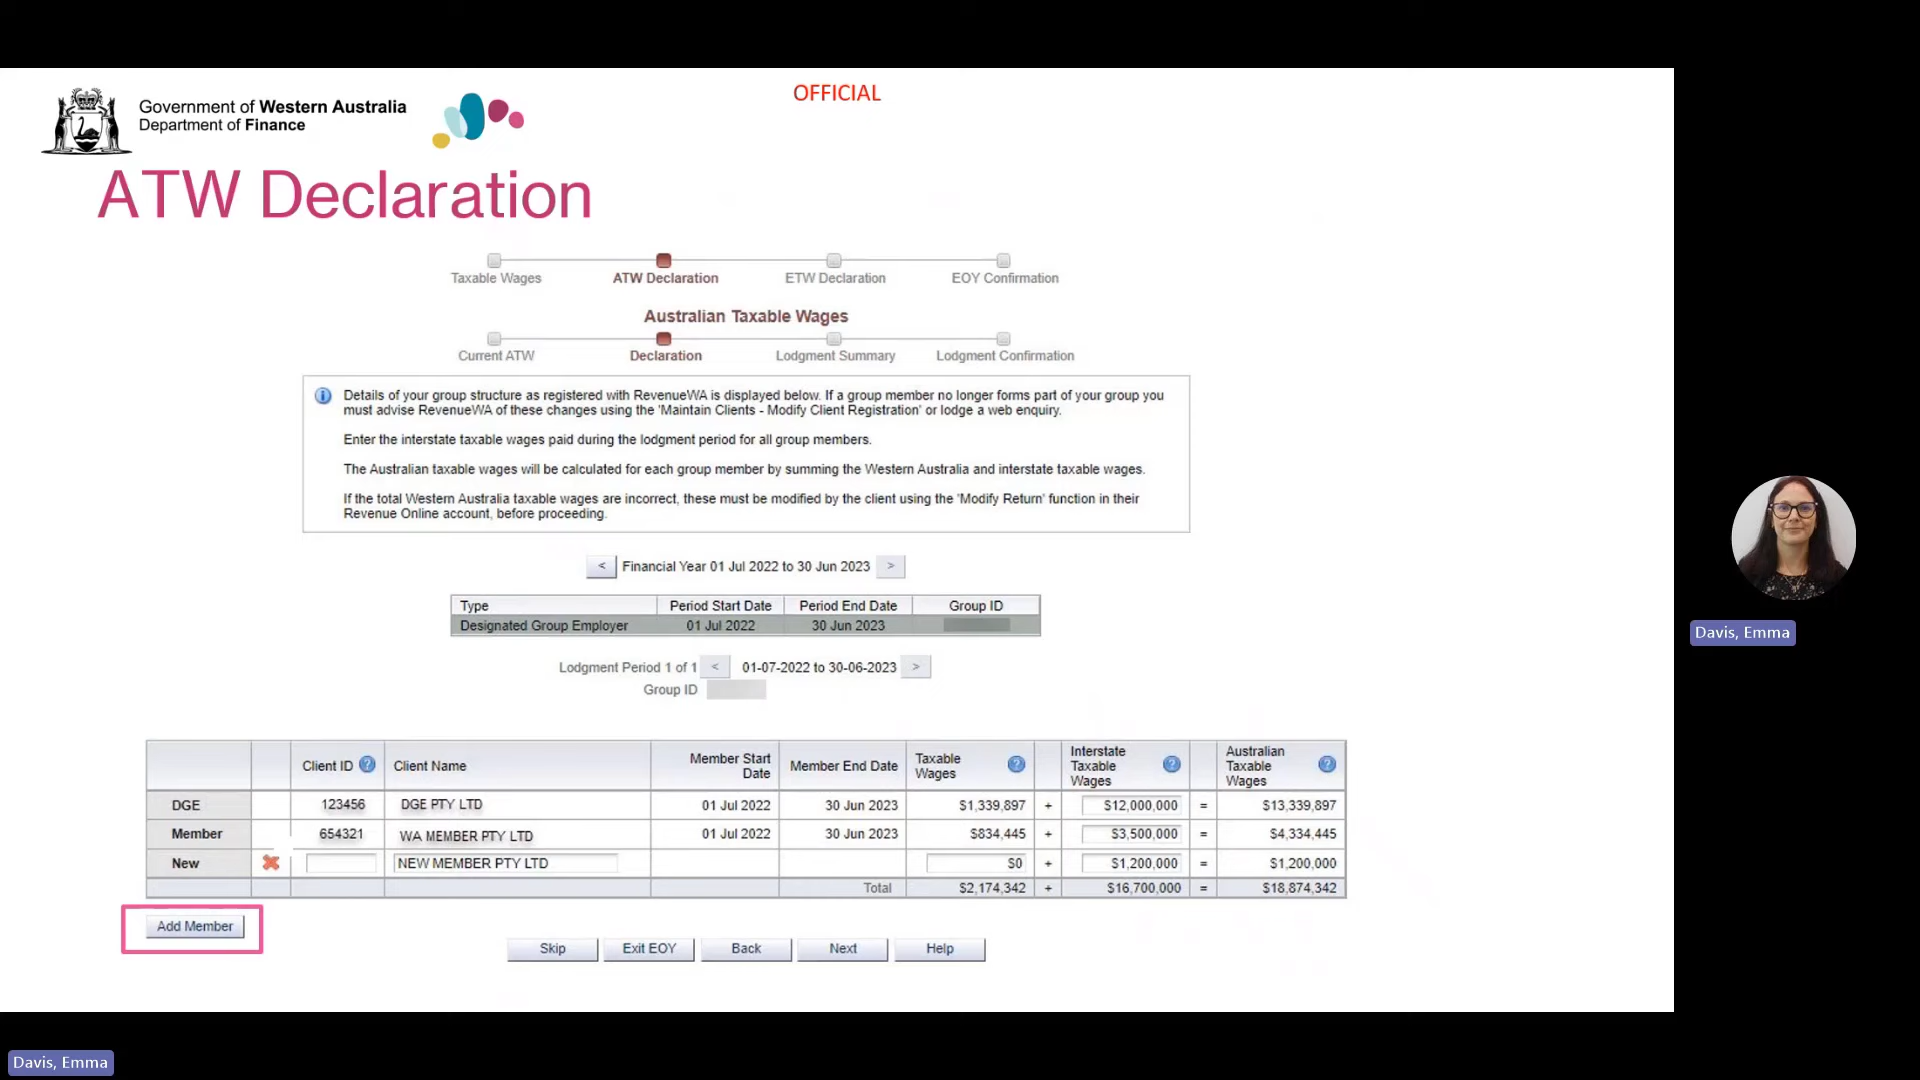 OFFICIAL
Government of Western Australia
Department of Finance
ATW Declaration
Taxable Wages ATW Declaration ETW Declaration EOY Confirmation
Australian Taxable Wages
Current ATW Declaration Lodgment Summary Lodgment Confirmation
Details of your group structure as registered with RevenueWA is displayed below. If a group member no longer forms part of your group you
must advise RevenueWA of these changes using the 'Maintain Clients - Modify Client Registration' or lodge a web enquiry.
Enter the interstate taxable wages paid during the lodgment period for all group members.
The Australian taxable wages will be calculated for each group member by summing the Western Australia and interstate taxable wages.
If the total Western Australia taxable wages are incorrect, these must be modified by the client using the 'Modify Return' function in their
Revenue Online account, before proceeding.
< Financial Year 01 Jul 2022 to 30 Jun 2023 >
Type Period Start Date Period End Date Group ID
Designated Group Employer 01 Jul 2022 30 Jun 2023
Lodgment Period 1 of 1 < 01-07-2022 to 30-06-2023 >
Group ID
Client ID ? Client Name Member Start Date Member End Date Taxable Wages ? Interstate Taxable Wages ? Australian Taxable Wages ?
DGE 123456 DGE PTY LTD 01 Jul 2022 30 Jun 2023 $1,339,897 + $12,000,000 = $13,339,897
Member 654321 WA MEMBER PTY LTD 01 Jul 2022 30 Jun 2023 $834,445 + $3,500,000 = $4,334,445
New NEW MEMBER PTY LTD $0 + $1,200,000 = $1,200,000
Total $2,174,342 + $16,700,000 = $18,874,342
Add Member
Skip Exit EOY Back Next Help
Davis, Emma
Davis, Emma